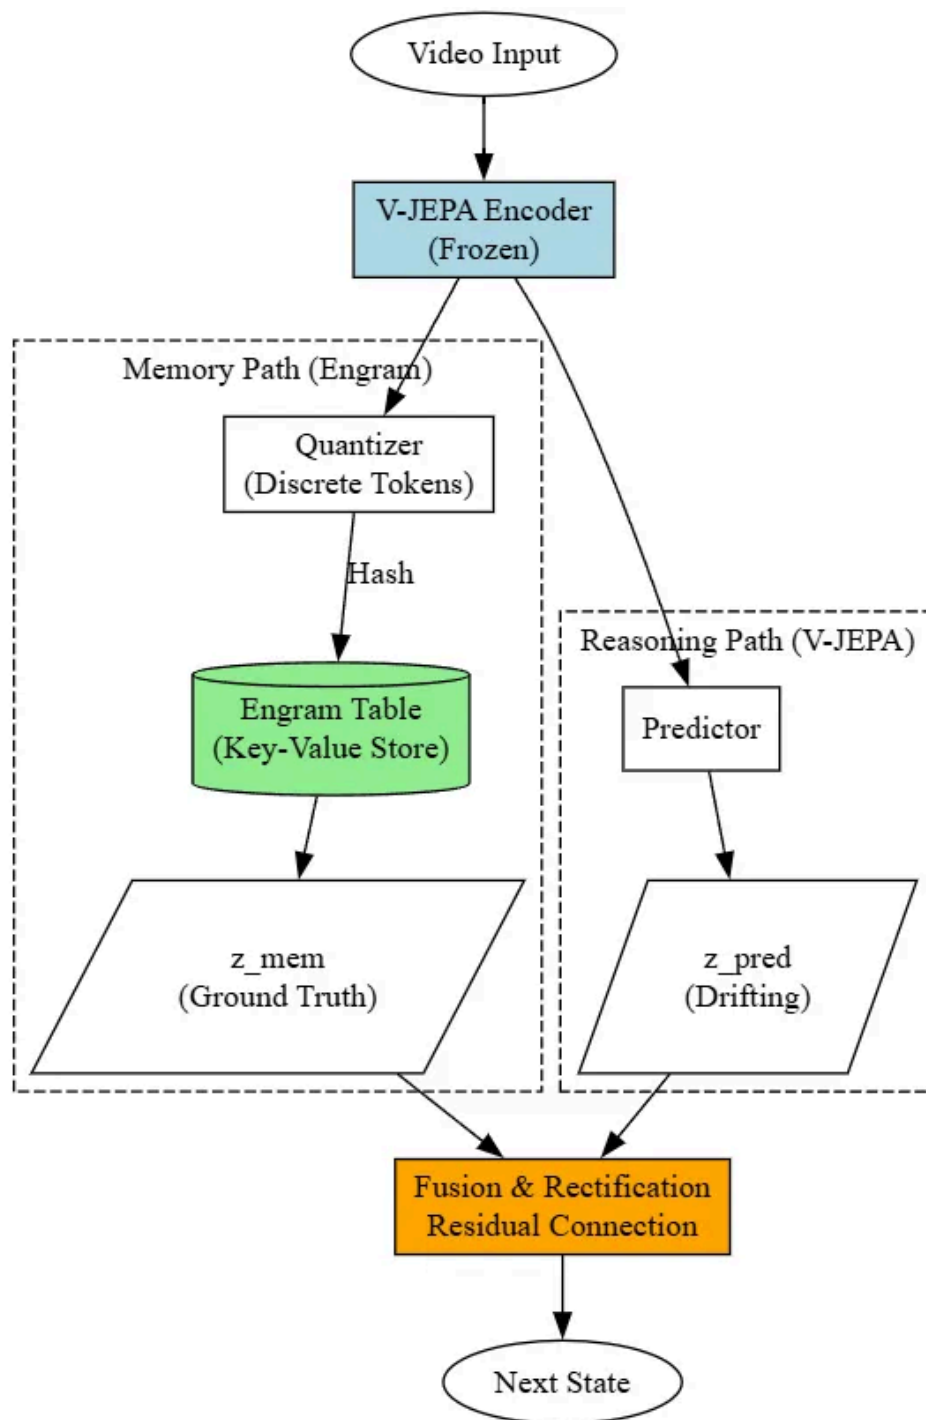 Video Input
V-JEPA Encoder
(Frozen)
Memory Path (Engram)
Quantizer
(Discrete Tokens)
Hash
Engram Table
(Key-Value Store)
z_mem
(Ground Truth)
Reasoning Path (V-JEPA)
Predictor
z_pred
(Drifting)
Fusion & Rectification
Residual Connection
Next State